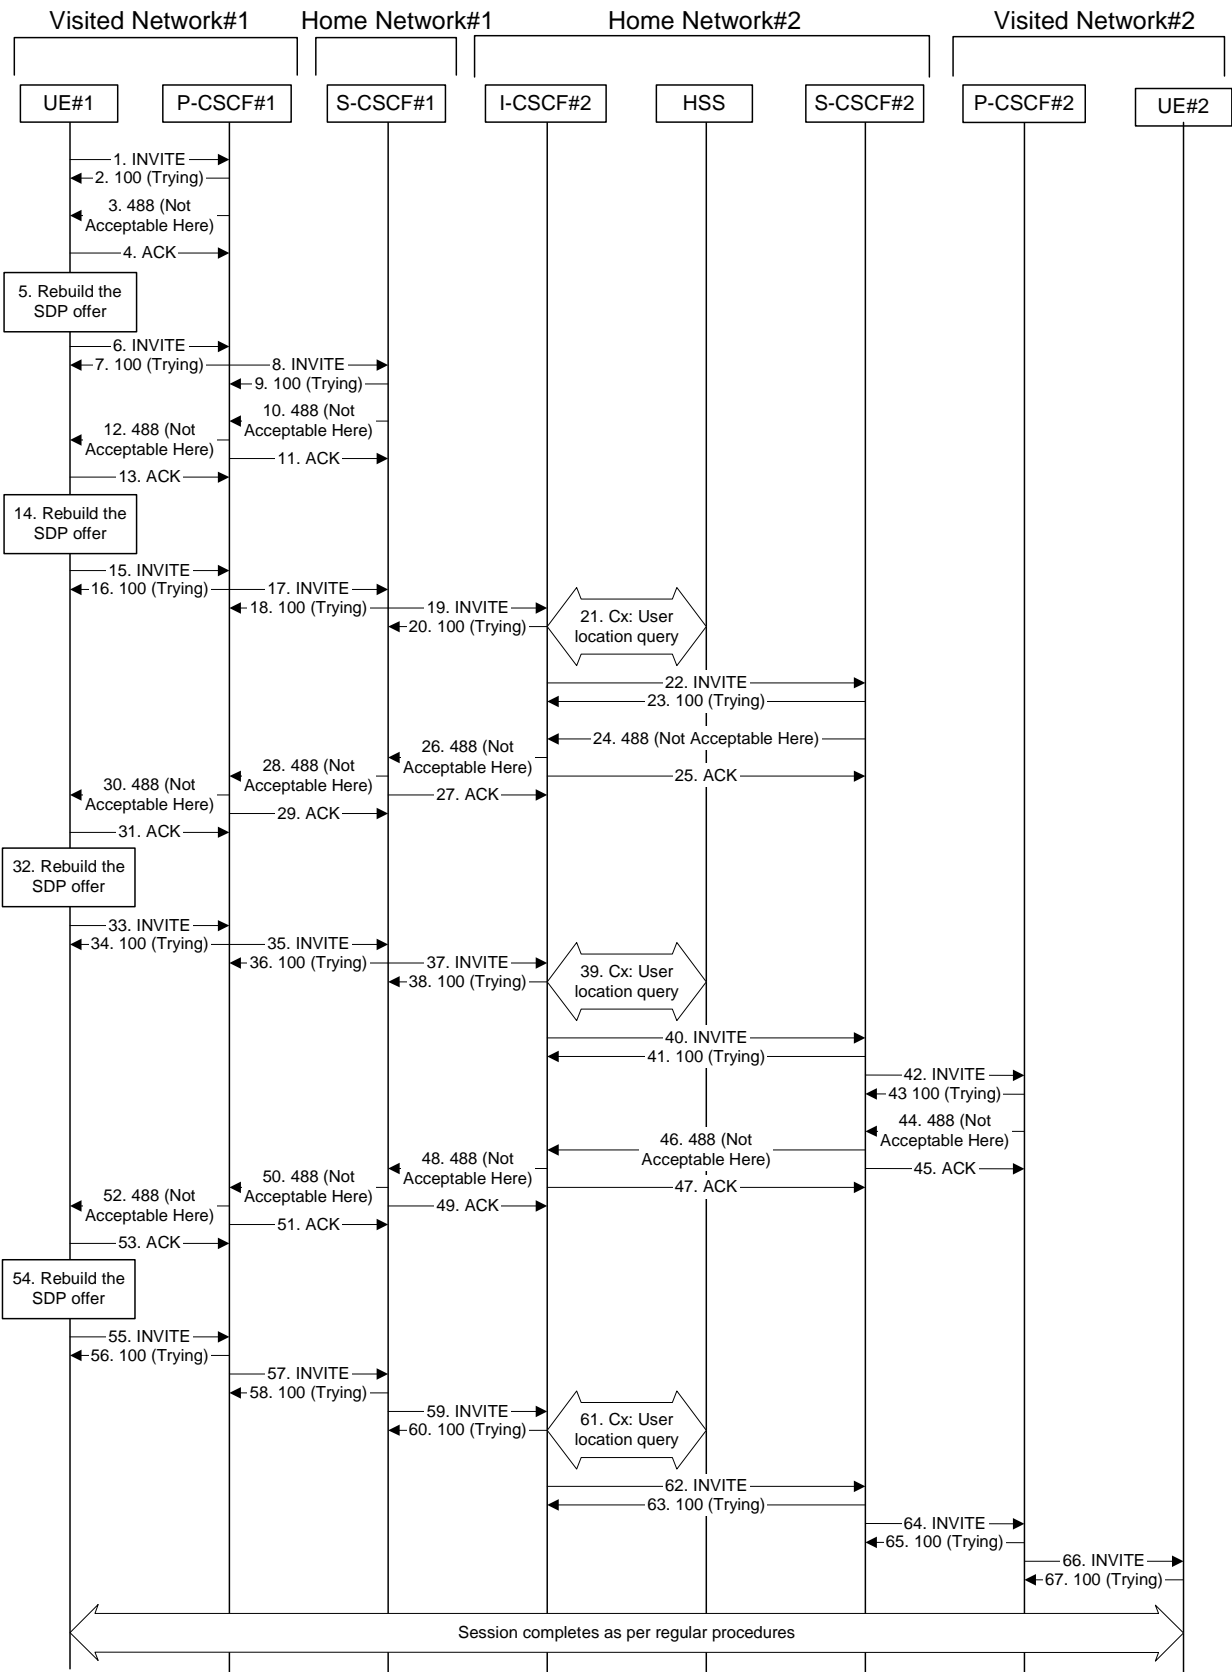 Visited Network#1
Home Network#1
Home Network#2
Visited Network#2
UE#1
P-CSCF#1
S-CSCF#1
I-CSCF#2
HSS
S-CSCF#2
P-CSCF#2
UE#2
1. INVITE
2. 100 (Trying)
3. 488 (Not
Acceptable Here)
4. ACK
5. Rebuild the
SDP offer
6. INVITE
7. 100 (Trying)
8. INVITE
9. 100 (Trying)
10. 488 (Not
Acceptable Here)
12. 488 (Not
Acceptable Here)
11. ACK
13. ACK
14. Rebuild the
SDP offer
15. INVITE
16. 100 (Trying)
17. INVITE
18. 100 (Trying)
19. INVITE
20. 100 (Trying)
21. Cx: User
location query
22. INVITE
23. 100 (Trying)
24. 488 (Not Acceptable Here)
26. 488 (Not
Acceptable Here)
25. ACK
28. 488 (Not
Acceptable Here)
27. ACK
30. 488 (Not
Acceptable Here)
29. ACK
31. ACK
32. Rebuild the
SDP offer
33. INVITE
34. 100 (Trying)
35. INVITE
36. 100 (Trying)
37. INVITE
38. 100 (Trying)
39. Cx: User
location query
40. INVITE
41. 100 (Trying)
42. INVITE
43 100 (Trying)
44. 488 (Not
Acceptable Here)
46. 488 (Not
Acceptable Here)
45. ACK
48. 488 (Not
Acceptable Here)
47. ACK
50. 488 (Not
Acceptable Here)
49. ACK
52. 488 (Not
Acceptable Here)
51. ACK
53. ACK
54. Rebuild the
SDP offer
55. INVITE
56. 100 (Trying)
57. INVITE
58. 100 (Trying)
59. INVITE
60. 100 (Trying)
61. Cx: User
location query
62. INVITE
63. 100 (Trying)
64. INVITE
65. 100 (Trying)
66. INVITE
67. 100 (Trying)
Session completes as per regular procedures